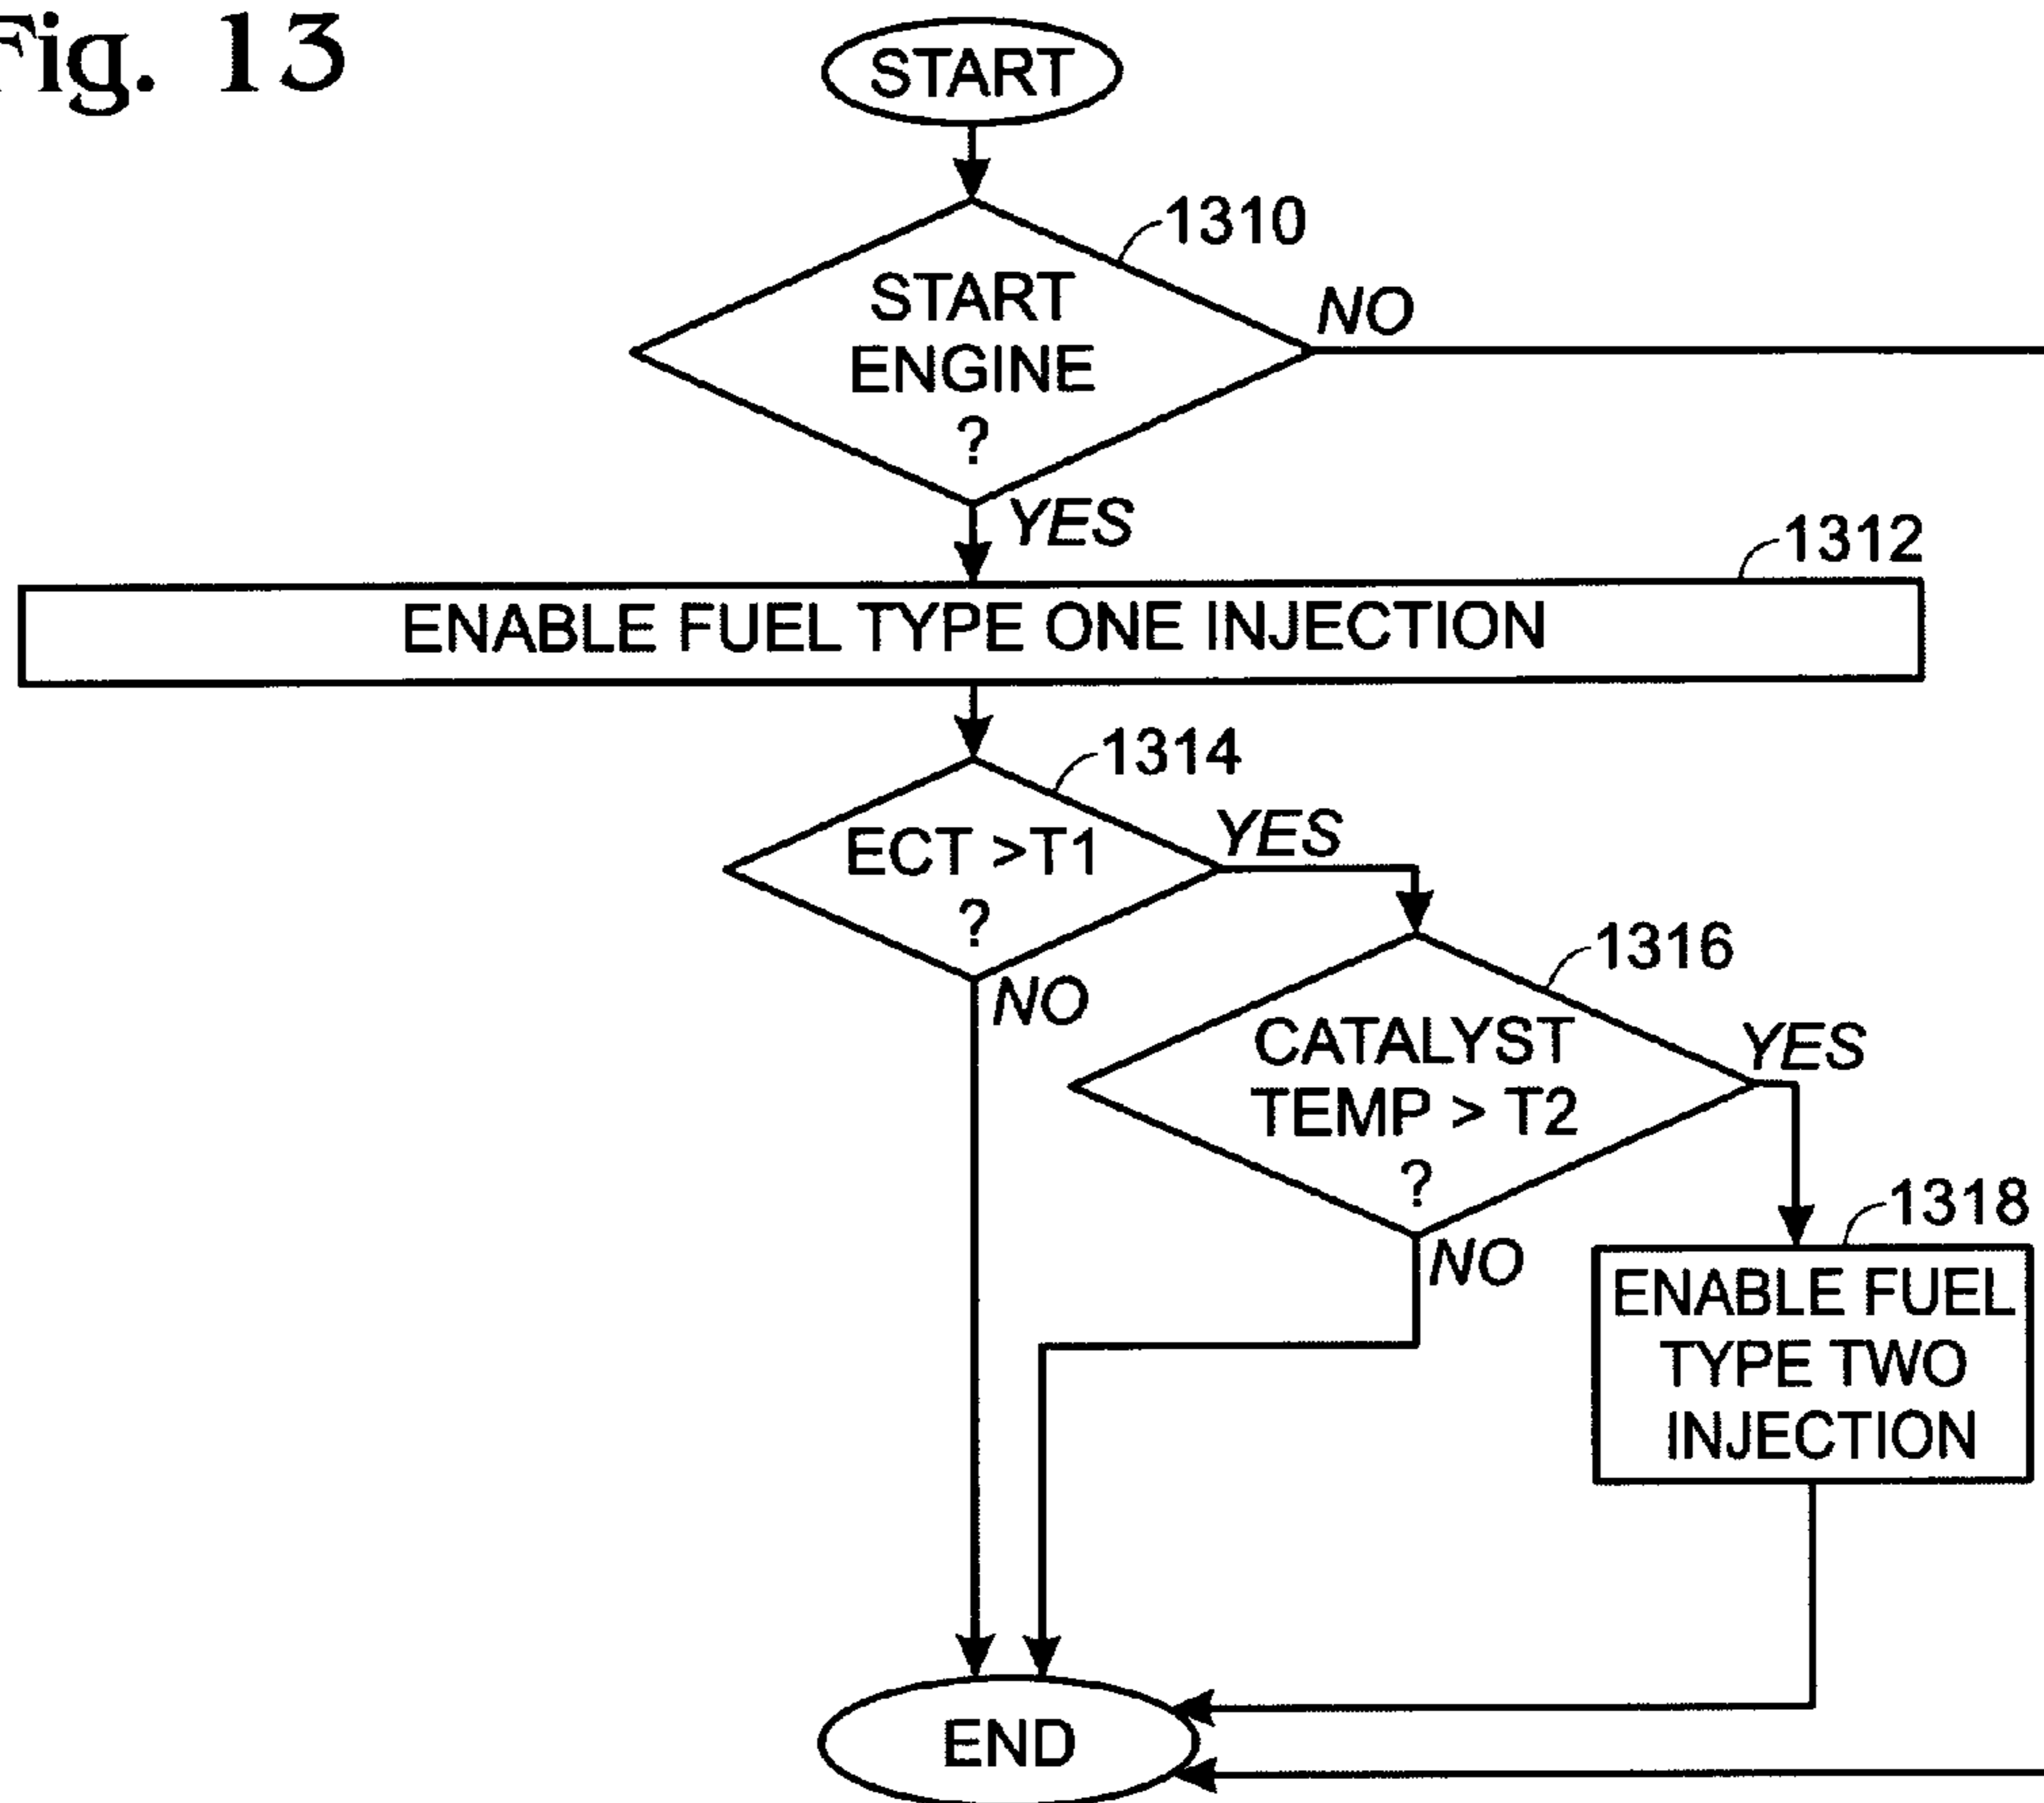 Fig. 13
START
1310
START
ENGINE
?
NO
YES
1312
ENABLE FUEL TYPE ONE INJECTION
1314
ECT >T1
?
YES
NO
1316
CATALYST
TEMP > T2
?
YES
NO
1318
ENABLE FUEL
TYPE TWO
INJECTION
END